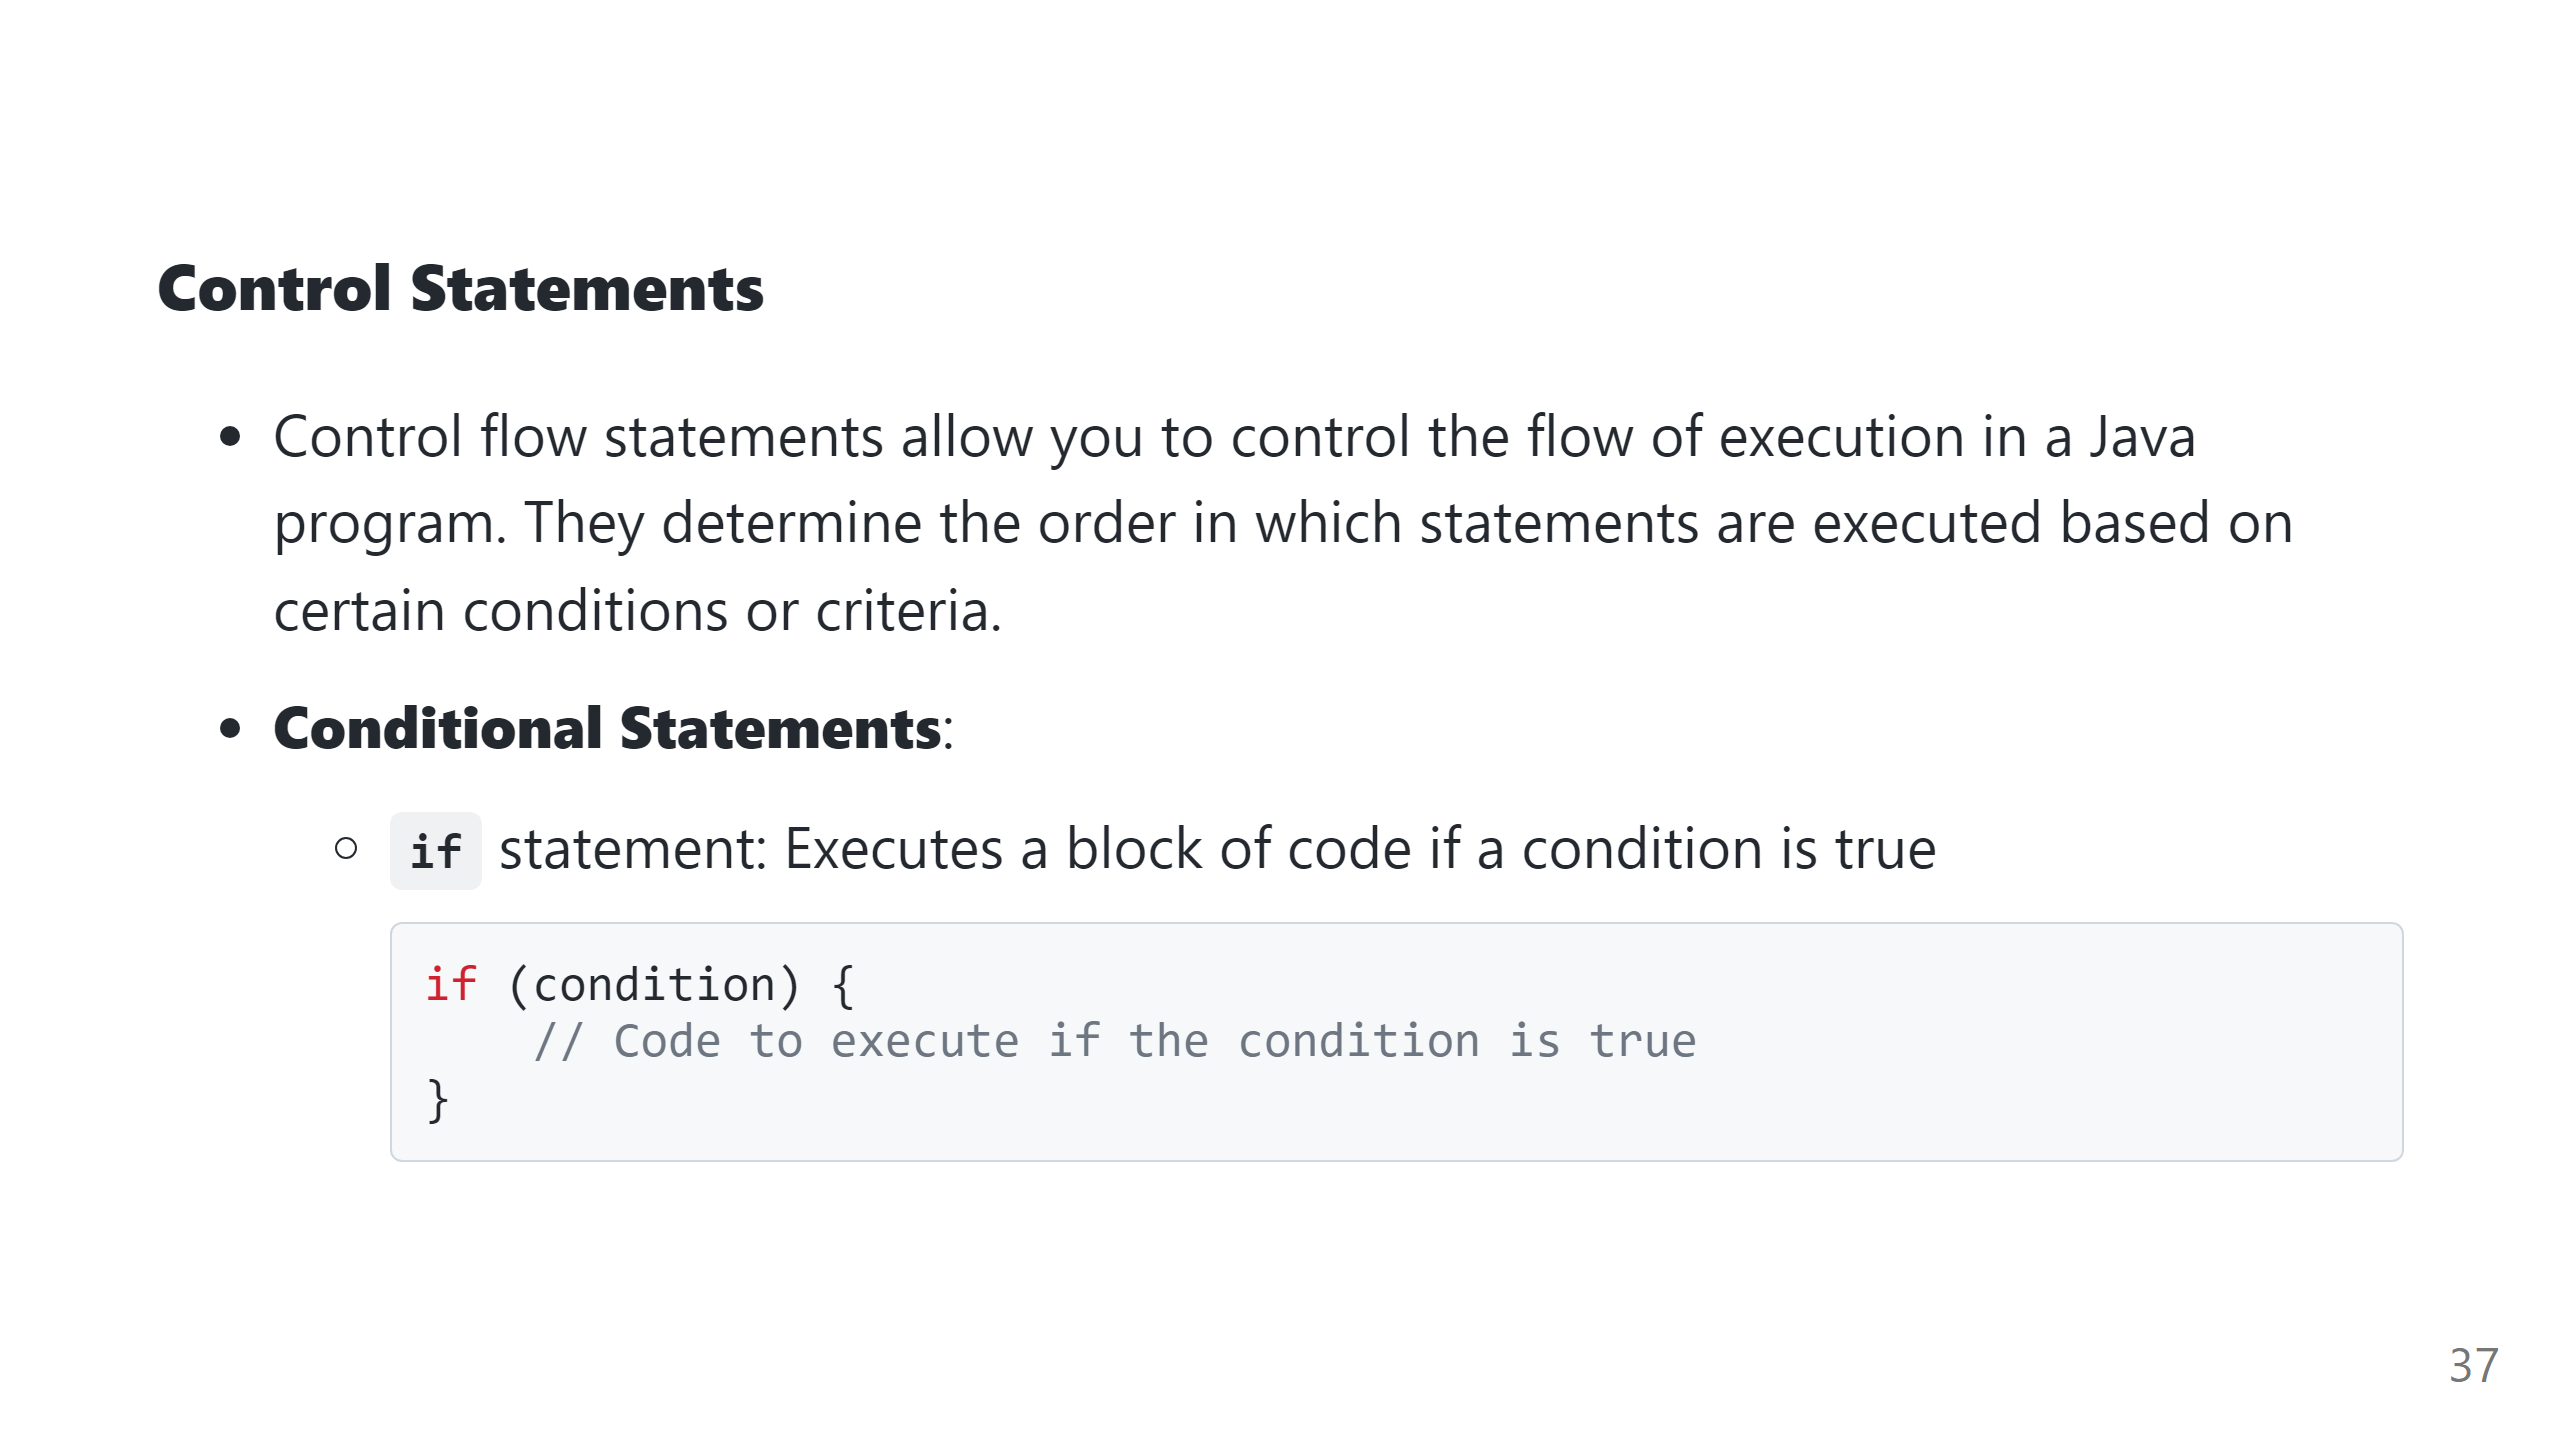 Control Statements
Control flow statements allow you to control the flow of execution in a Java
program. They determine the order in which statements are executed based on
certain conditions or criteria.
Conditional Statements:
if statement: Executes a block of code if a condition is true
if (condition) {
    // Code to execute if the condition is true
}
37